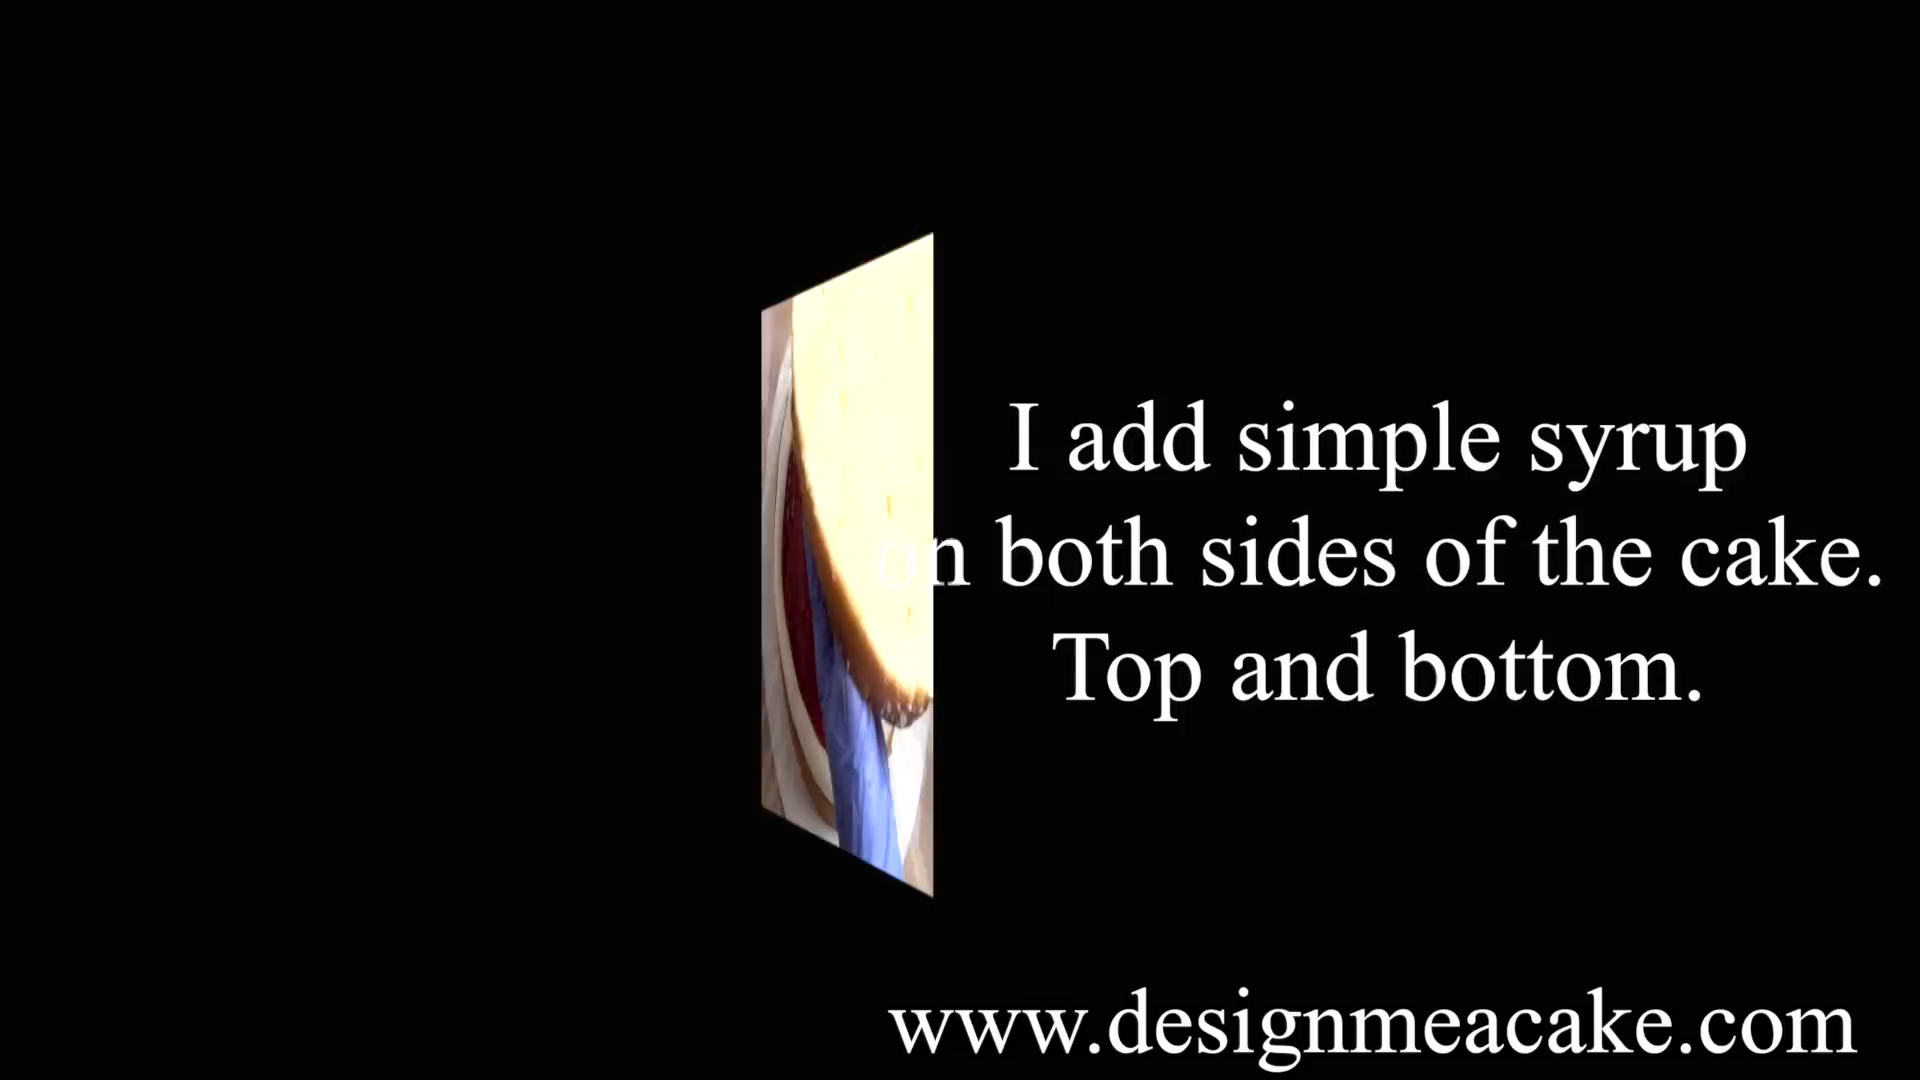 I add simple syrup
on both sides of the cake.
Top and bottom.
www.designmeacake.com